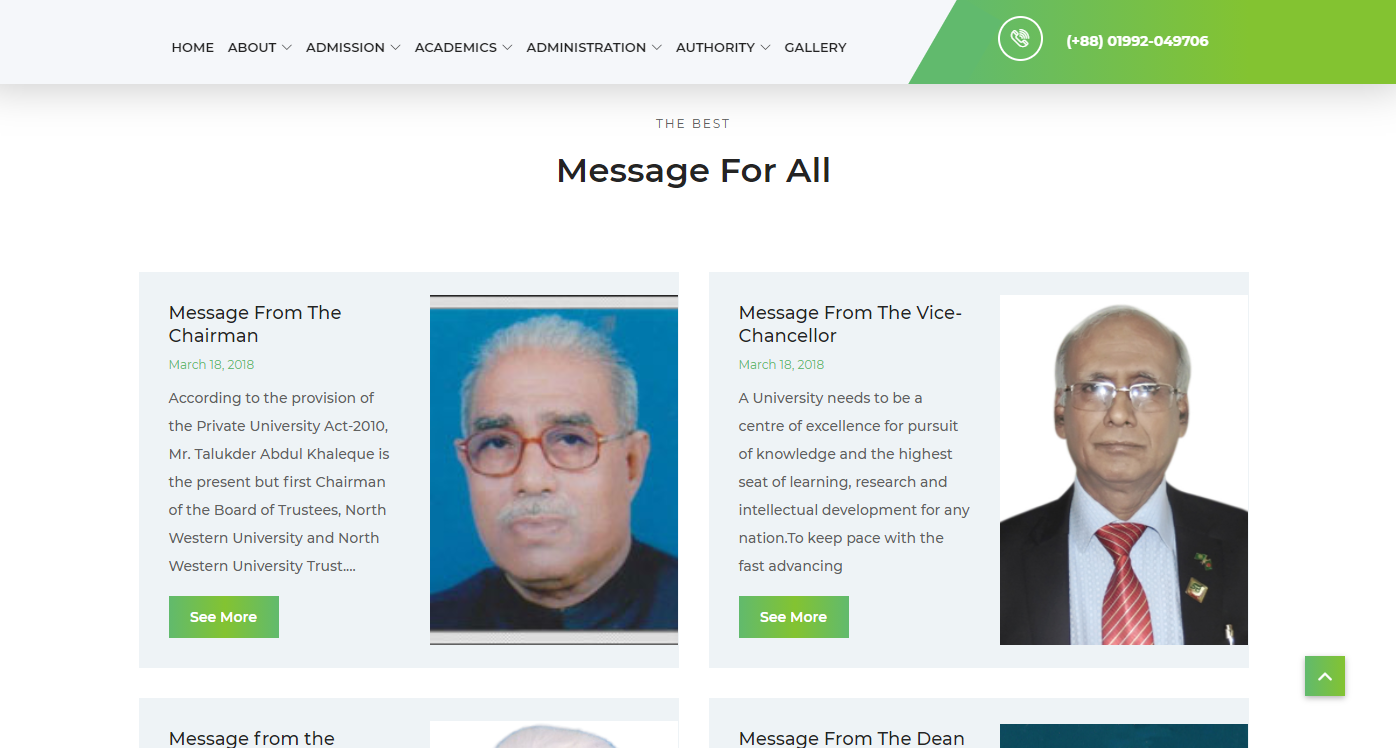 HOME ABOUT ADMISSION ACADEMICS ADMINISTRATION AUTHORITY GALLERY
(+88) 01992-049706
THE BEST
Message For All
Message From The
Chairman
March 18, 2018
According to the provision of
the Private University Act-2010,
Mr. Talukder Abdul Khaleque is
the present but first Chairman
of the Board of Trustees, North
Western University and North
Western University Trust....
See More
Message From The Vice-
Chancellor
March 18, 2018
A University needs to be a
centre of excellence for pursuit
of knowledge and the highest
seat of learning, research and
intellectual development for any
nation.To keep pace with the
fast advancing
See More
Message from the
Message From The Dean